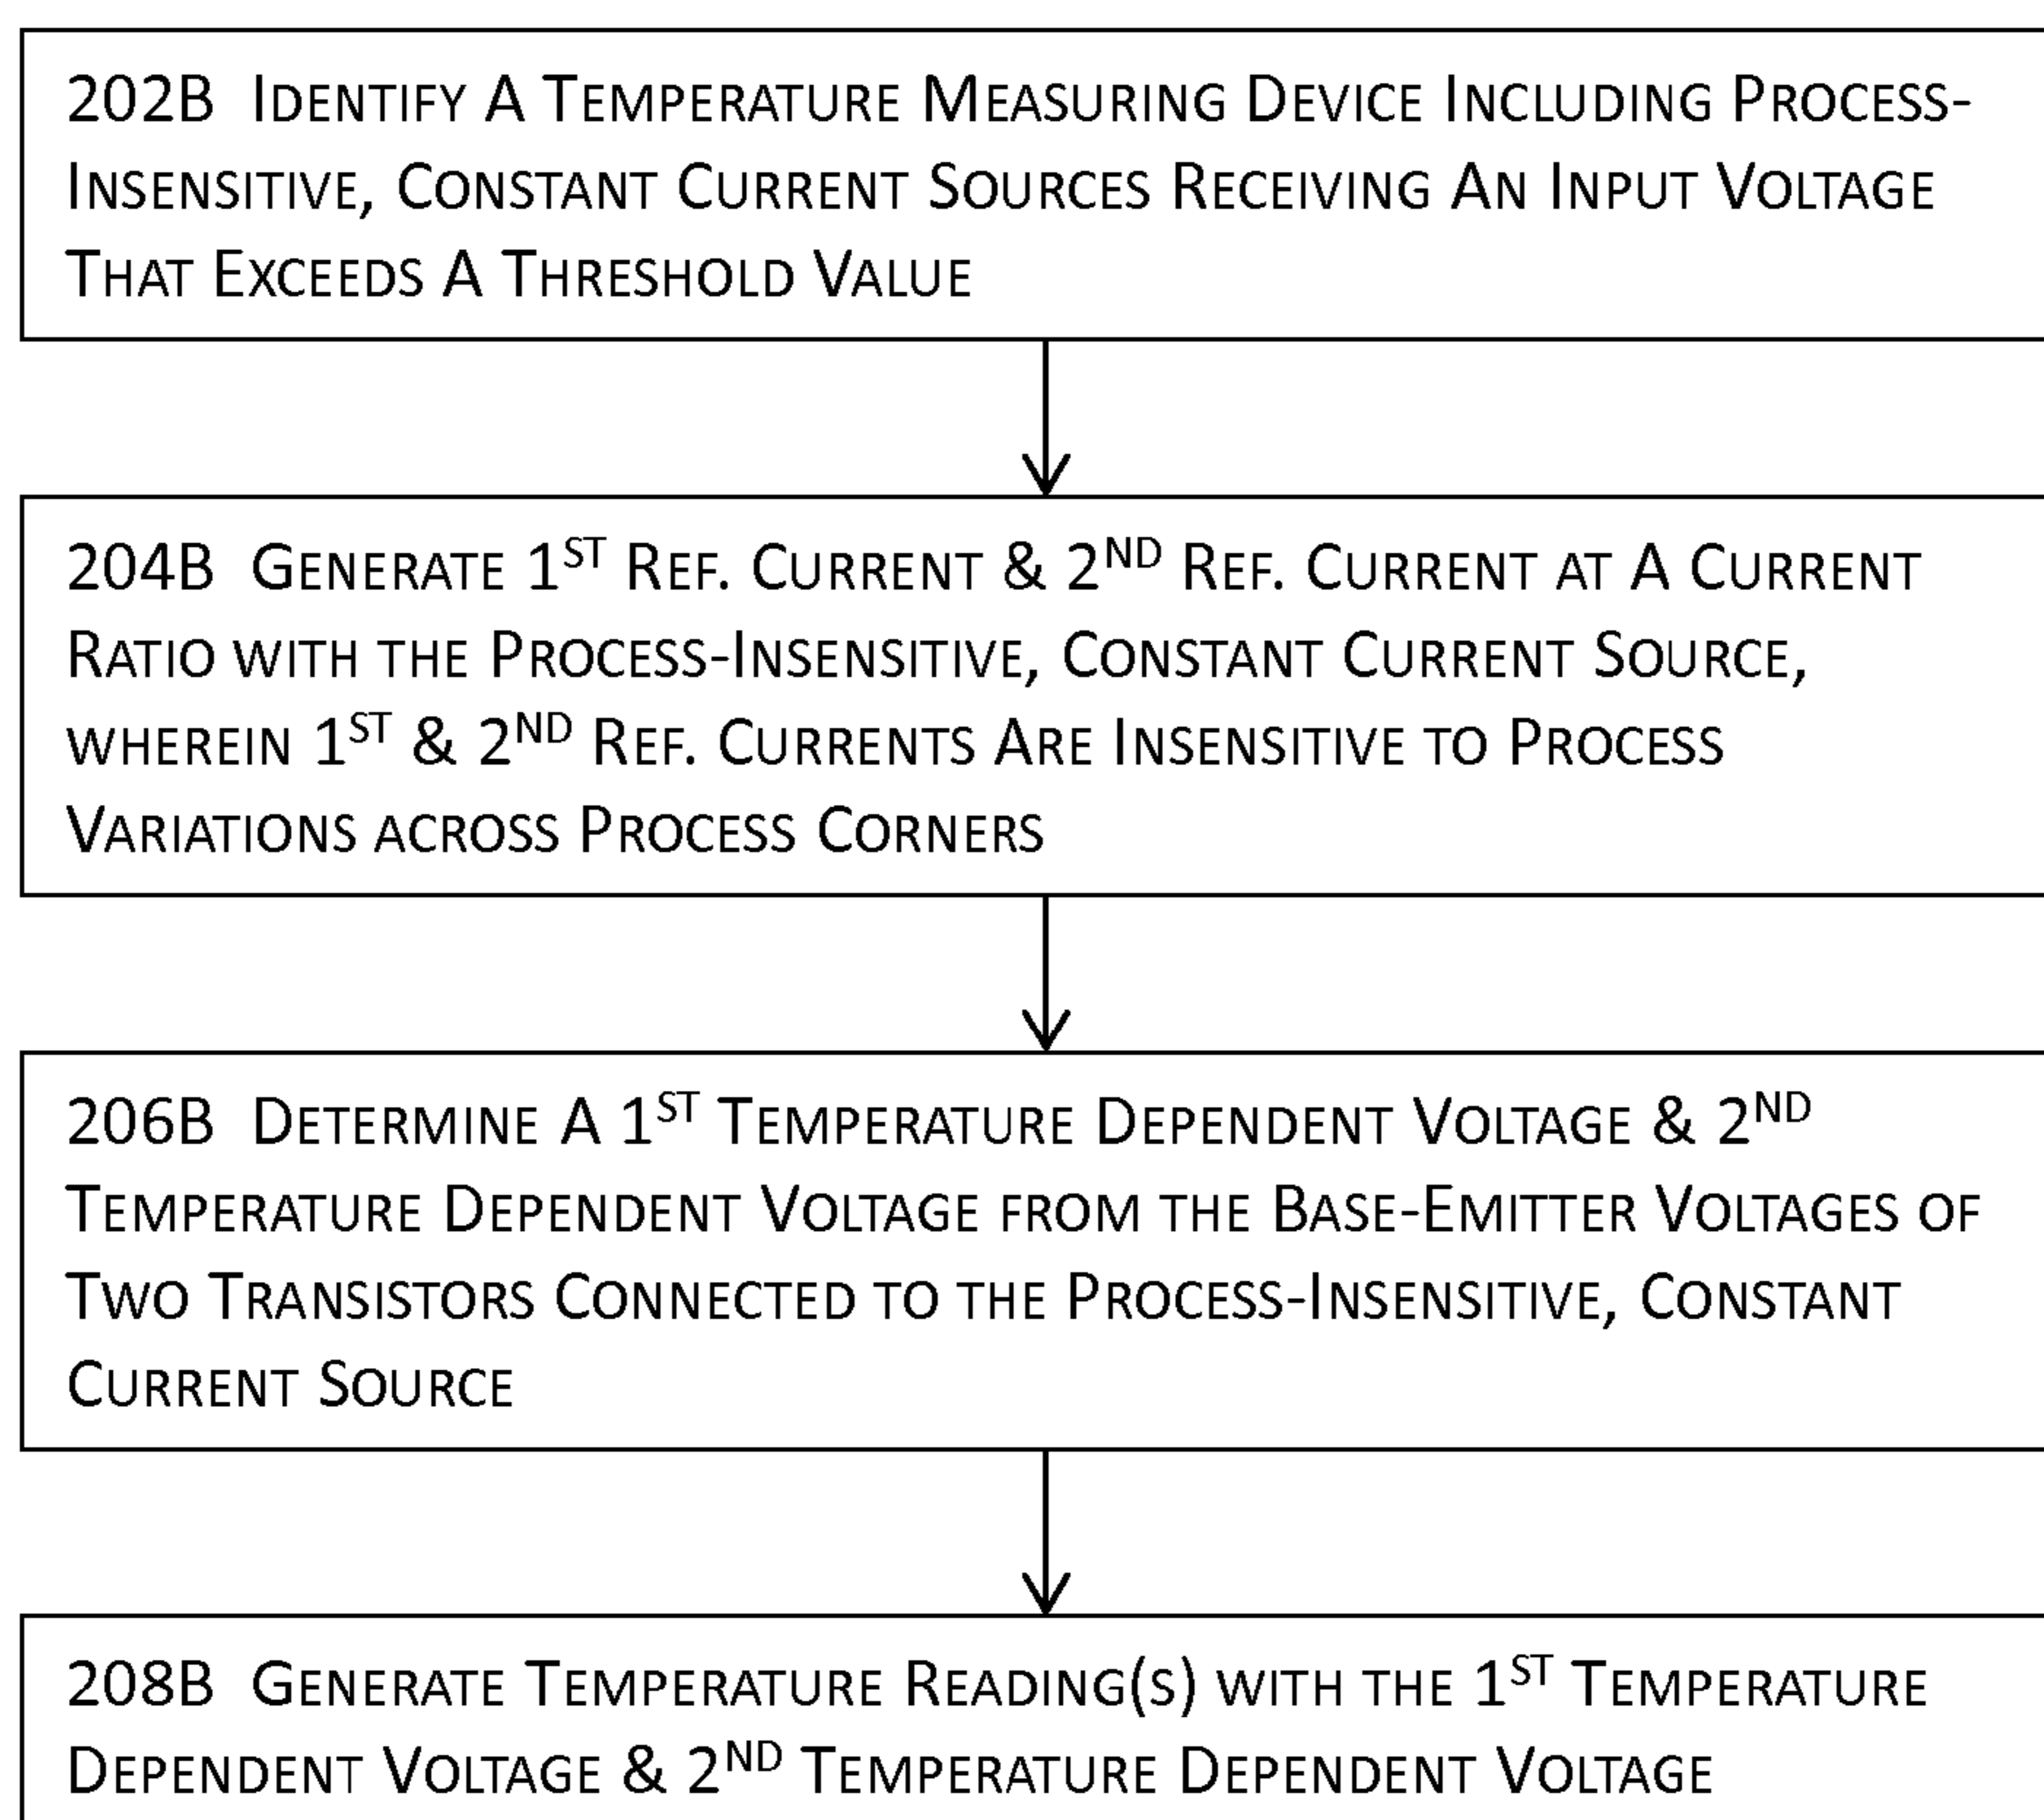 202B Identify A Temperature Measuring Device Including Process-
Insensitive, Constant Current Sources Receiving An Input Voltage
That Exceeds A Threshold Value
204B Generate 1st Ref. Current & 2nd Ref. Current at A Current
Ratio with the Process-Insensitive, Constant Current Source,
wherein 1st & 2nd Ref. Currents Are Insensitive to Process
Variations across Process Corners
206B Determine A 1st Temperature Dependent Voltage & 2nd
Temperature Dependent Voltage from the Base-Emitter Voltages of
Two Transistors Connected to the Process-Insensitive, Constant
Current Source
208B Generate Temperature Reading(s) with the 1st Temperature
Dependent Voltage & 2nd Temperature Dependent Voltage